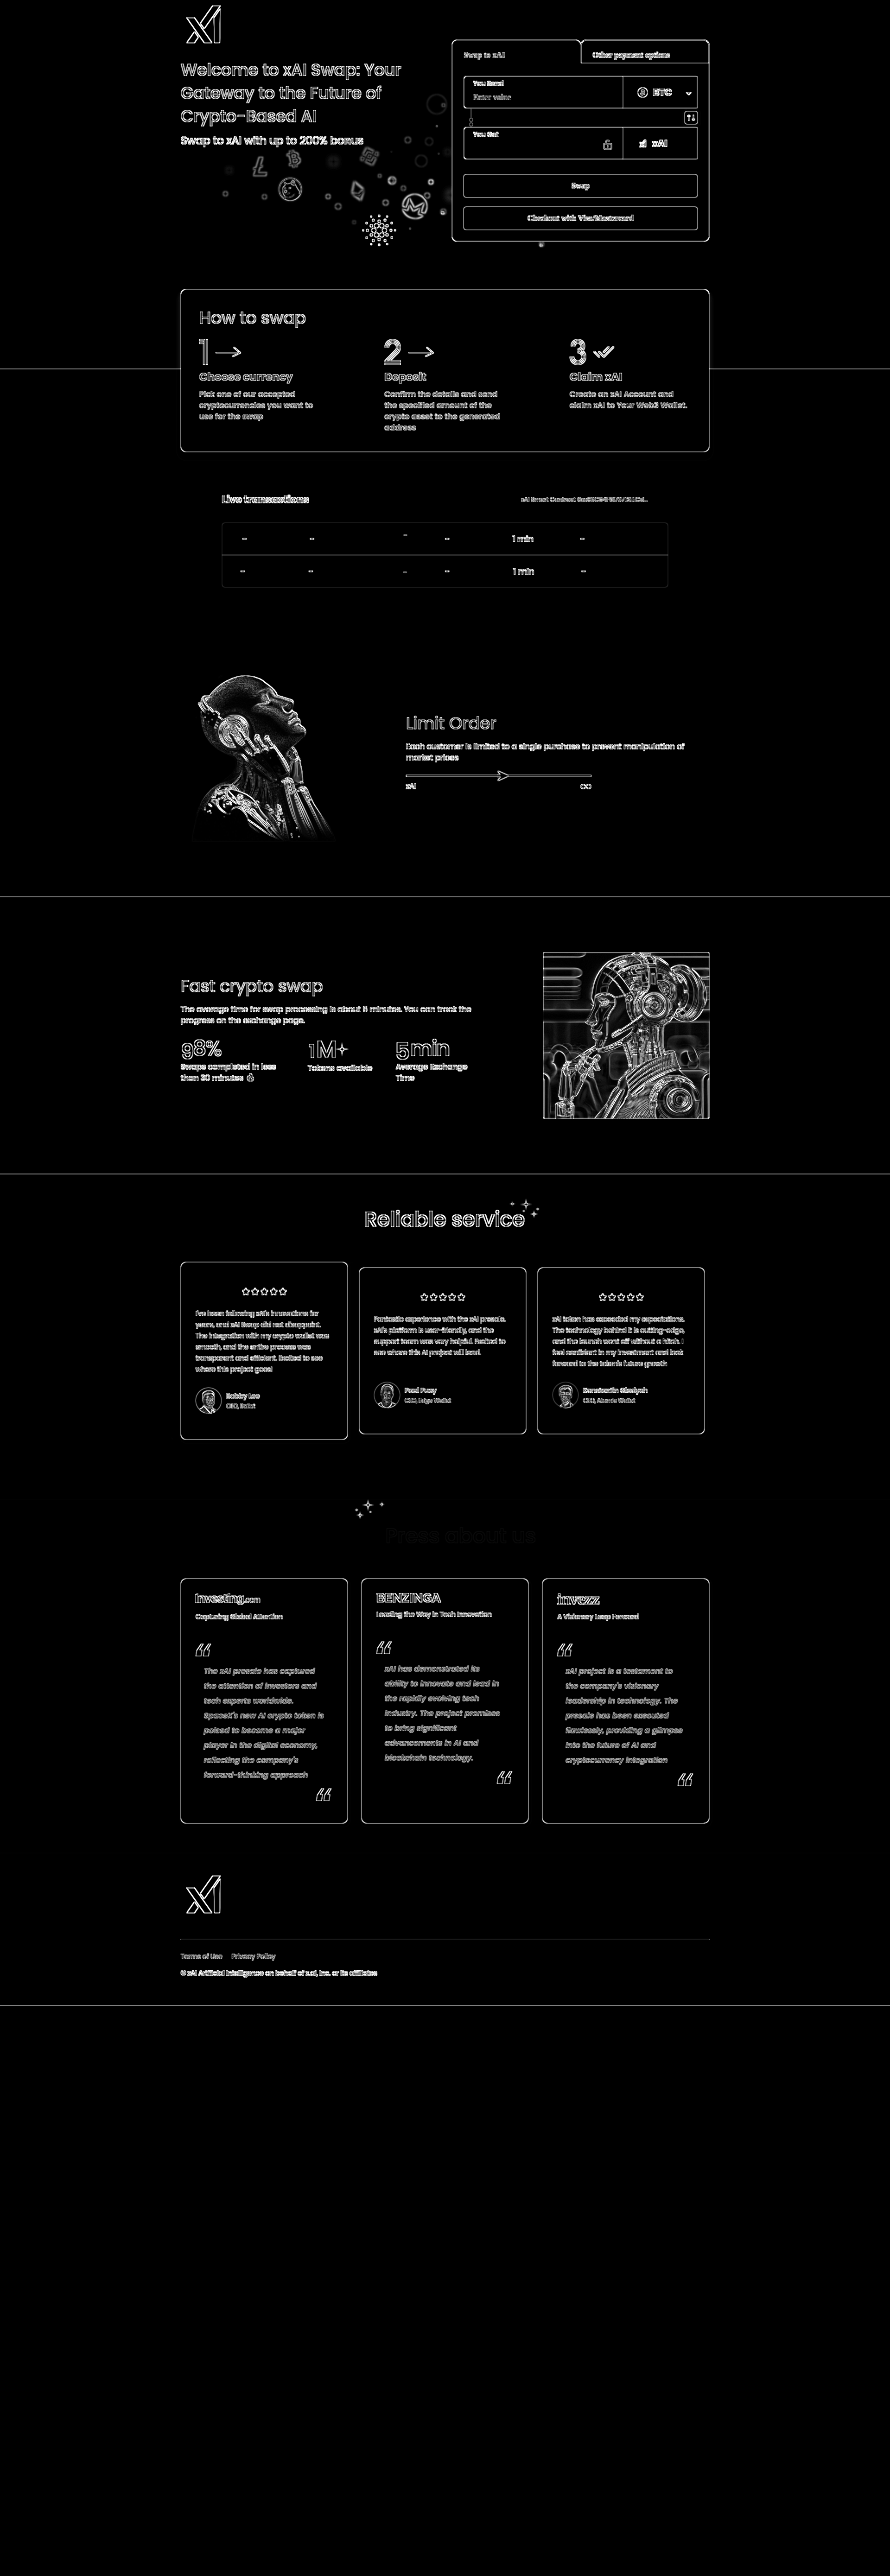 xI
Welcome to xAI Swap: Your
Gateway to the Future of
Crypto-Based AI
Swap to xAI with up to 200% bonus
Swap to xAI
Other payment options
You Send
Enter value
BTC
You Get
xAI
Swap
Checkout with Visa/Mastercard
How to swap
1
Choose currency
Pick one of our accepted
cryptocurrencies you want to
use for the swap
2
Deposit
Confirm the details and send
the specified amount of the
crypto asset to the generated
address
3
Claim xAI
Create an xAI Account and
claim xAI to Your Web3 Wallet.
Live transactions
xAI Smart Contract
1 min
1 min
Limit Order
Each customer is limited to a single purchase to prevent manipulation of
market prices
xAI
∞
Fast crypto swap
The average time for swap processing is about 5 minutes. You can track the
progress on the exchange page.
98%
Swaps completed in less
than 30 minutes
1M+
Tokens available
5min
Average Exchange
Time
Reliable service
I've been following xAI's innovations for
years, and xAI Swap did not disappoint.
The integration with my crypto wallet was
smooth, and the entire process was
transparent and efficient. Excited to see
where this project goes!
Lee
CEO,
Fantastic experience with the xAI presale.
xAI's platform is user-friendly, and the
support team was very helpful. Excited to
see where this AI project will lead.
Paul Puey
CEO, Edge Wallet
xAI token has exceeded my expectations.
The technology behind it is cutting-edge,
and the launch went off without a hitch. I
feel confident in my investment and look
forward to the token's future growth
Konstantin Gladych
CEO, Atomic Wallet
Press about us
Investing.com
Capturing Global Attention
The xAI presale has captured
the attention of investors and
tech experts worldwide.
SpaceX's new AI crypto token is
poised to become a major
player in the digital economy,
reflecting the company's
forward-thinking approach
BENZINGA
Leading the Way in Tech Innovation
xAI has demonstrated its
ability to innovate and lead in
the rapidly evolving tech
industry. The project promises
to bring significant
advancements in AI and
blockchain technology.
invezz
A Visionary Leap Forward
xAI project is a testament to
the company's visionary
leadership in technology. The
presale has been executed
flawlessly, providing a glimpse
into the future of AI and
cryptocurrency integration
xI
Terms of Use Privacy Policy
© xAI Artificial Intelligence on behalf of x.ai, Inc. or its affiliates